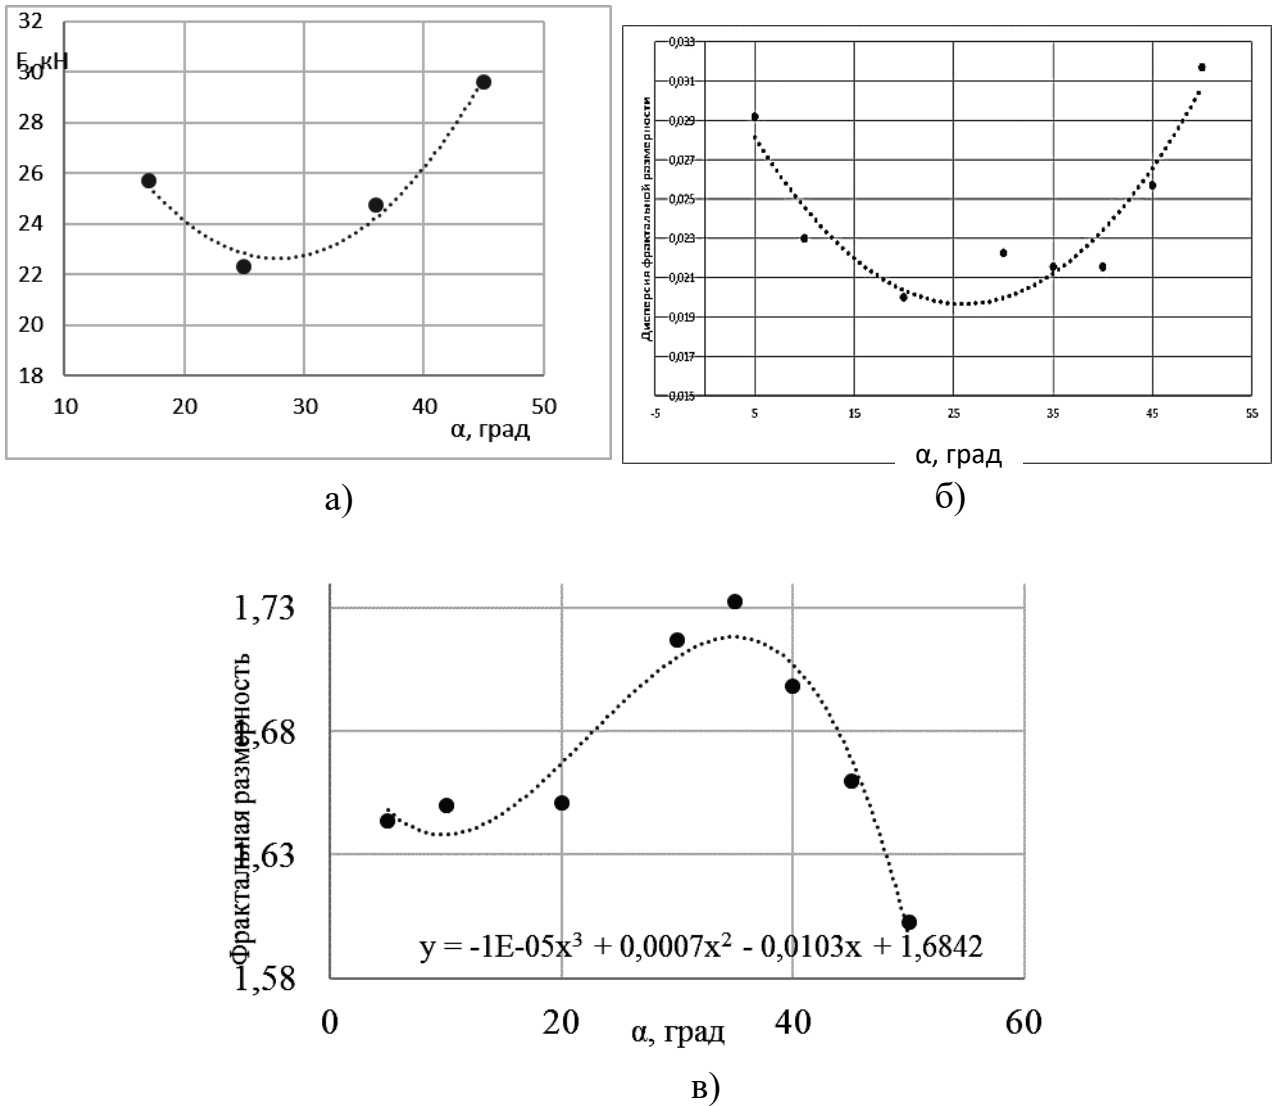 32
F, кН
30
28
26
24
22
20
18
10 20 30 40 50
α, град
а)
Дисперсия фрактальной размерности
0,033
0,031
0,029
0,027
0,025
0,023
0,021
0,019
0,017
0,015
-5 5 15 25 35 45 55
α, град
б)
Фрактальная размерность
1,73
1,68
1,63
1,58
y = -1E-05x³ + 0,0007x² - 0,0103x + 1,6842
0 20 40 60
α, град
в)